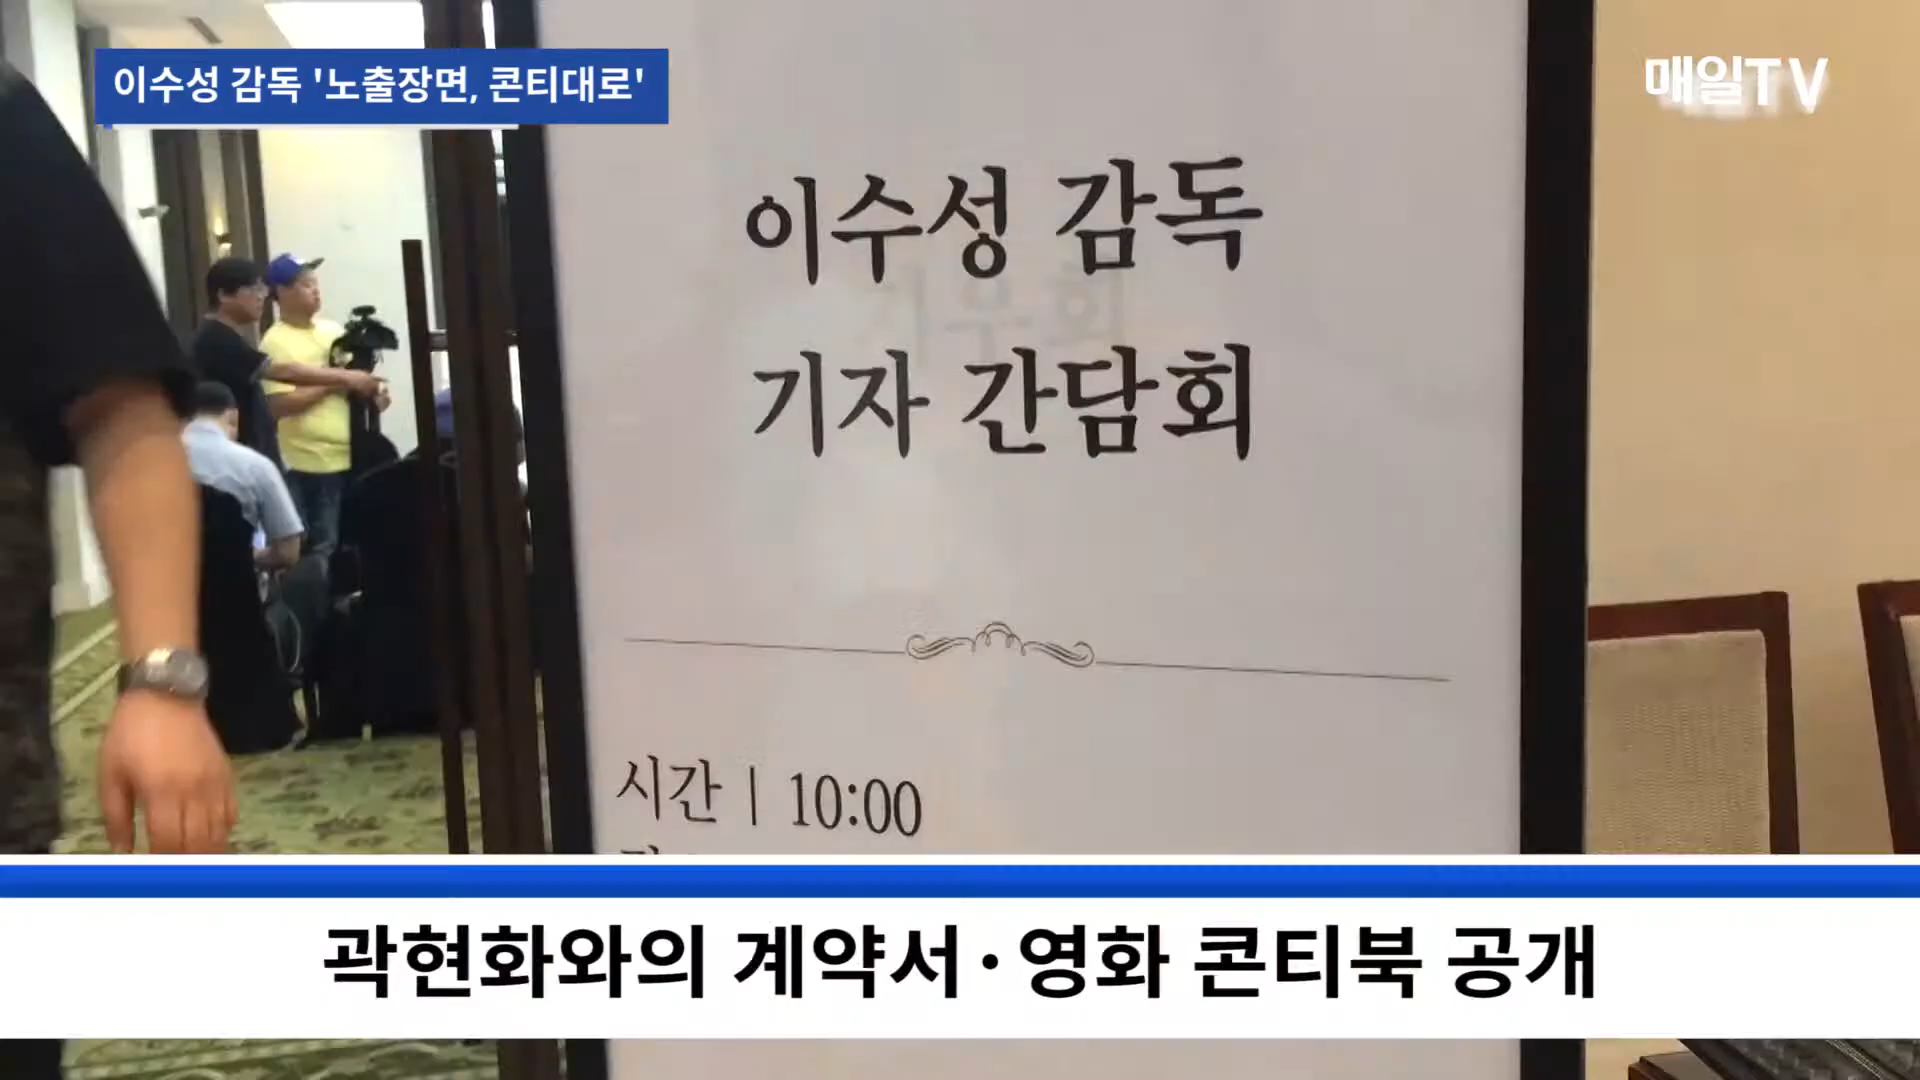 이수성 감독 '노출장면, 콘티대로'
매일TV
이수성 감독
기자 간담회
시간 | 10:00
곽현화와의 계약서·영화 콘티북 공개